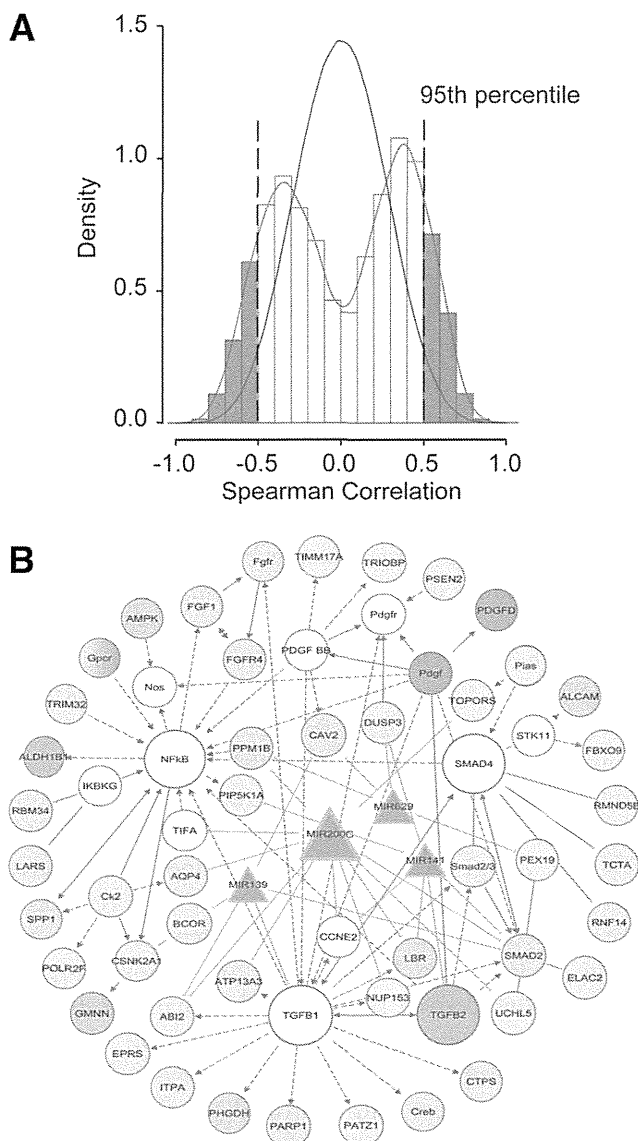 A
1.5
1.0
0.5
0.0
Density
95th percentile
-1.0 -0.5 0.0 0.5 1.0
Spearman Correlation
B
Fgfr
TIMM17A
TRIOBP
PSEN2
FGF1
AMPK
Pdgfr
PDGFD
Gpcr
FGFR4
PDGF BB
Pdgf
Pias
Nos
TOPORS
ALCAM
TRIM32
CAV2
DUSP3
STK11
PPM1B
NFkB
SMAD4
FBXO9
ALDH1B1
IKBKG
PIP5K1A
RBM34
MIR629
RMND5B
TIFA
MIR200C
LARS
MIR141
Smad2/3
PEX19
TCTA
AQP4
MIR139
Ck2
SPP1
BCOR
CCNE2
RNF14
LBR
SMAD2
POLR2F
CSNK2A1
ATP13A3
ELAC2
NUP153
GMNN
ABI2
TGFB1
TGFB2
UCHL5
EPRS
ITPA
CTPS
PHGDH
PARP1
PATZ1
Creb